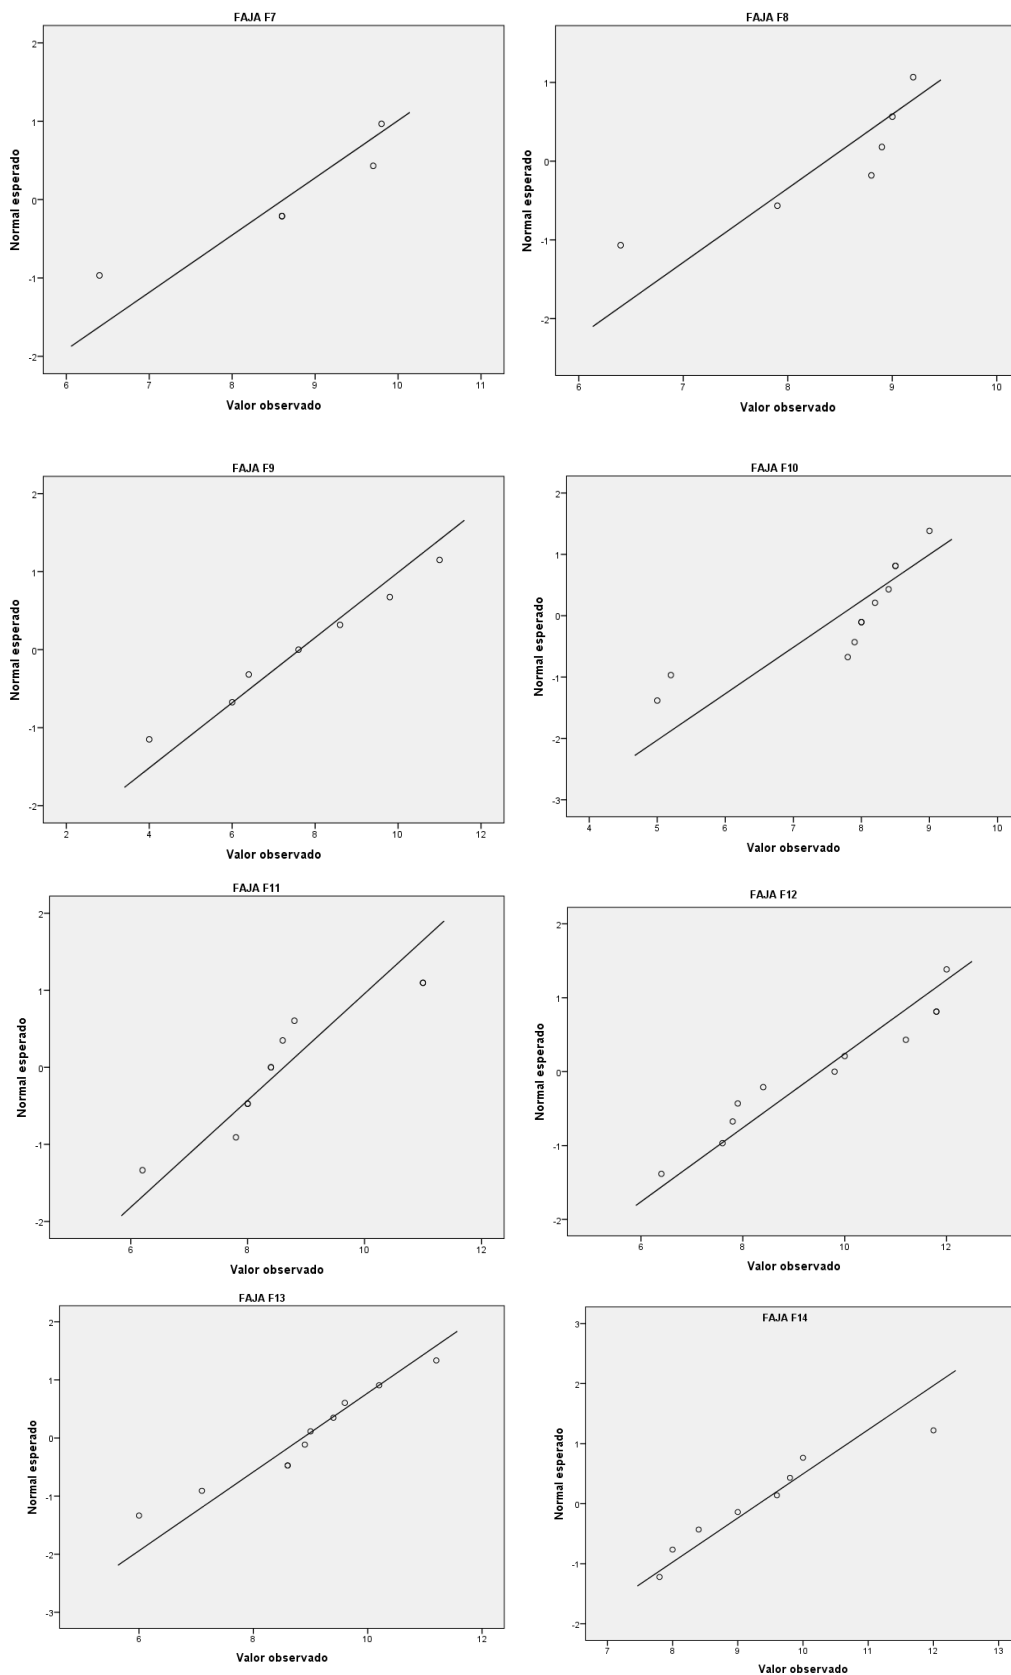 FAJA F7
2
1
0
-1
-2
Normal esperado
6 7 8 9 10 11
Valor observado
FAJA F8
1
0
-1
-2
Normal esperado
6 7 8 9 10
Valor observado
FAJA F9
2
1
0
-1
-2
Normal esperado
2 4 6 8 10 12
Valor observado
FAJA F10
2
1
0
-1
-2
-3
Normal esperado
4 5 6 7 8 9 10
Valor observado
FAJA F11
2
1
0
-1
-2
Normal esperado
6 8 10 12
Valor observado
FAJA F12
2
1
0
-1
-2
Normal esperado
6 8 10 12
Valor observado
FAJA F13
2
1
0
-1
-2
-3
Normal esperado
6 8 10 12
Valor observado
FAJA F14
3
2
1
0
-1
-2
Normal esperado
7 8 9 10 11 12 13
Valor observado